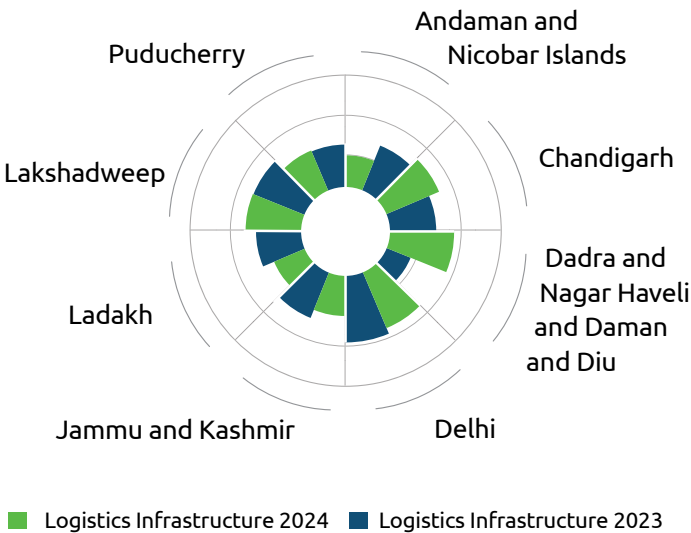 Andaman and
Nicobar Islands
Puducherry
Chandigarh
Lakshadweep
Dadra and
Nagar Haveli
and Daman
and Diu
Ladakh
Jammu and Kashmir
Delhi
Logistics Infrastructure 2024
Logistics Infrastructure 2023